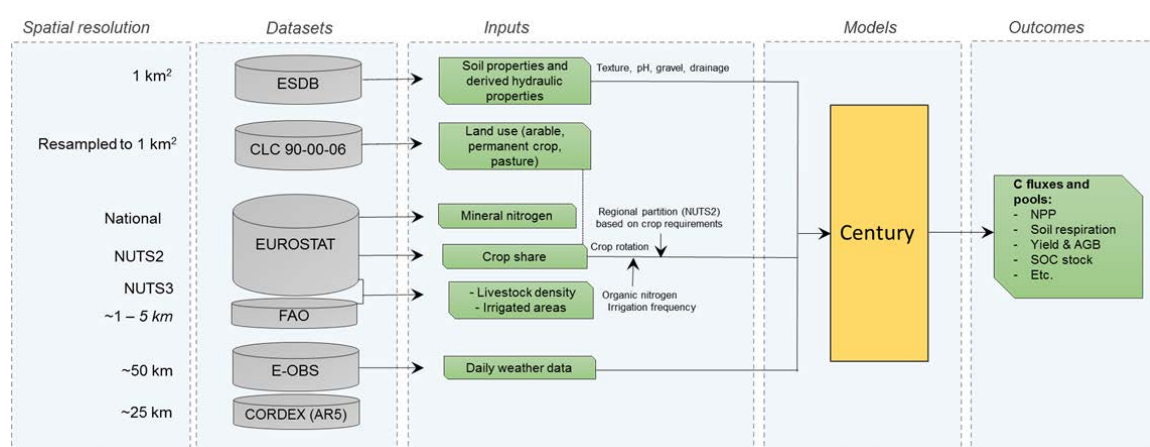 Spatial resolution
Datasets
Inputs
Models
Outcomes
1 km²
Resampled to 1 km²
National
NUTS2
NUTS3
~1 – 5 km
~50 km
~25 km
ESDB
CLC 90-00-06
EUROSTAT
FAO
E-OBS
CORDEX (AR5)
Soil properties and
derived hydraulic
properties
Texture, pH, gravel, drainage
Land use (arable,
permanent crop,
pasture)
Mineral nitrogen
Regional partition (NUTS2)
based on crop requirements
Crop share
Crop rotation
- Livestock density
- Irrigated areas
Organic nitrogen
Irrigation frequency
Daily weather data
Century
C fluxes and
pools:
- NPP
- Soil respiration
- Yield & AGB
- SOC stock
- Etc.